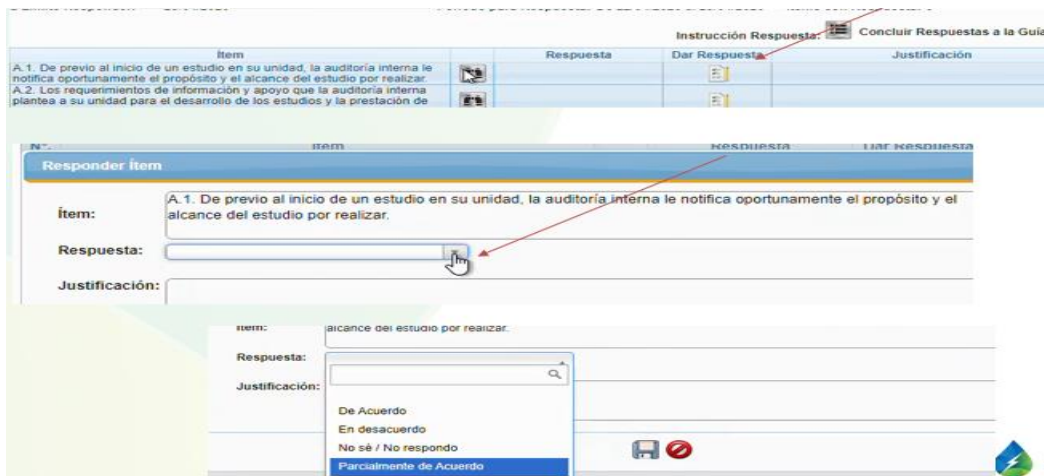 Instrucción Respuesta: Concluir Respuestas a la Guía
Ítem Respuesta Dar Respuesta Justificación
A.1. De previo al inicio de un estudio en su unidad, la auditoría interna le
notifica oportunamente el propósito y el alcance del estudio por realizar.
A.2. Los requerimientos de información y apoyo que la auditoría interna
plantea a su unidad para el desarrollo de los estudios y la prestación de
N°. Ítem Respuesta Dar Respuesta
Responder Ítem
Ítem:
A.1. De previo al inicio de un estudio en su unidad, la auditoría interna le notifica oportunamente el propósito y el
alcance del estudio por realizar.
Respuesta:
Justificación:
Ítem: alcance del estudio por realizar.
Respuesta:
Justificación:
De Acuerdo
En desacuerdo
No sé / No respondo
Parcialmente de Acuerdo